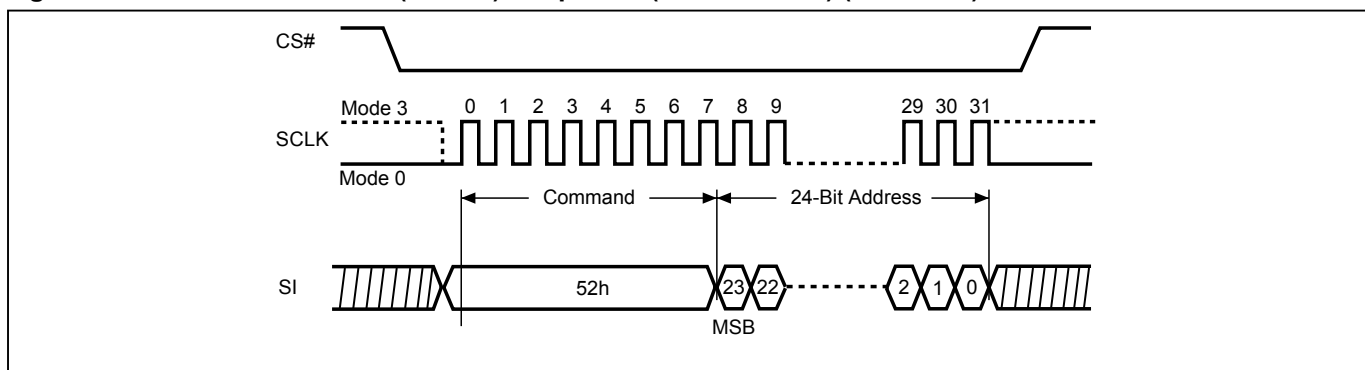 CS#
Mode 3 0 1 2 3 4 5 6 7 8 9 29 30 31
SCLK
Mode 0
Command 24-Bit Address
SI 52h 23 22 2 1 0
MSB